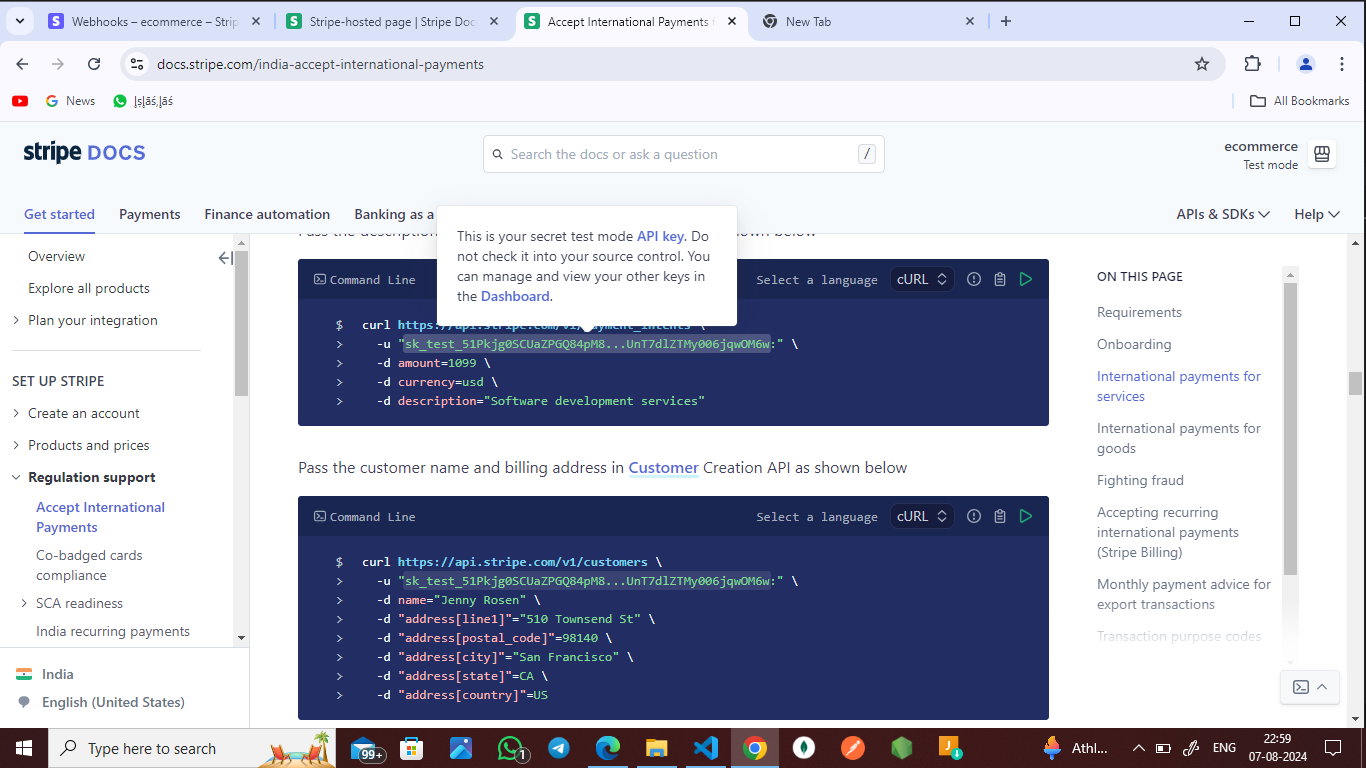 Webhooks – ecommerce – Strip
Stripe-hosted page | Stripe Doc
Accept International Payments f
New Tab
docs.stripe.com/india-accept-international-payments
News
All Bookmarks
stripe DOCS
Search the docs or ask a question
/
ecommerce
Test mode
Get started
Payments
Finance automation
Banking as a
APIs & SDKs
Help
Overview
Explore all products
Plan your integration
SET UP STRIPE
Create an account
Products and prices
Regulation support
Accept International
Payments
Co-badged cards
compliance
SCA readiness
India recurring payments
India
English (United States)
This is your secret test mode API key. Do
not check it into your source control. You
can manage and view your other keys in
the Dashboard.
Command Line
Select a language
cURL
$ curl https://api.stripe.com/v1/payment_intents \
> -u "sk_test_51Pkjg0SCUaZPGQ84pM8...UnT7dlZTMy006jqwOM6w:" \
> -d amount=1099 \
> -d currency=usd \
> -d description="Software development services"
Pass the customer name and billing address in Customer Creation API as shown below
Command Line
Select a language
cURL
$ curl https://api.stripe.com/v1/customers \
> -u "sk_test_51Pkjg0SCUaZPGQ84pM8...UnT7dlZTMy006jqwOM6w:" \
> -d name="Jenny Rosen" \
> -d "address[line1]"="510 Townsend St" \
> -d "address[postal_code]"=98140 \
> -d "address[city]"="San Francisco" \
> -d "address[state]"=CA \
> -d "address[country]"=US
ON THIS PAGE
Requirements
Onboarding
International payments for
services
International payments for
goods
Fighting fraud
Accepting recurring
international payments
(Stripe Billing)
Monthly payment advice for
export transactions
Transaction purpose codes
Type here to search
99+
1
Athl...
ENG
22:59
07-08-2024